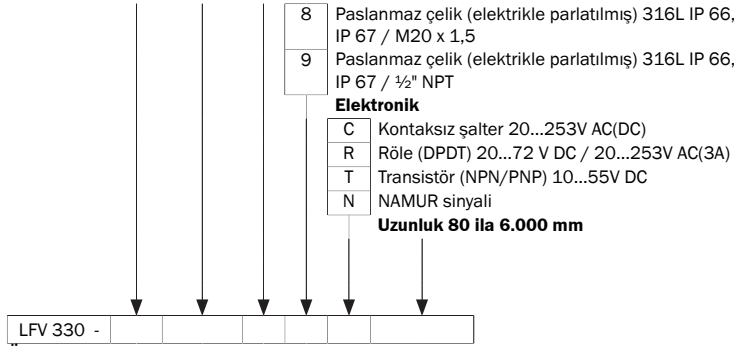 8 Paslanmaz çelik (elektrikle parlatılmış) 316L IP 66,
IP 67 / M20 x 1,5
9 Paslanmaz çelik (elektrikle parlatılmış) 316L IP 66,
IP 67 / ½" NPT
Elektronik
C Kontaksız şalter 20...253V AC(DC)
R Röle (DPDT) 20...72 V DC / 20...253V AC(3A)
T Transistör (NPN/PNP) 10...55V DC
N NAMUR sinyali
Uzunluk 80 ila 6.000 mm
LFV 330 -